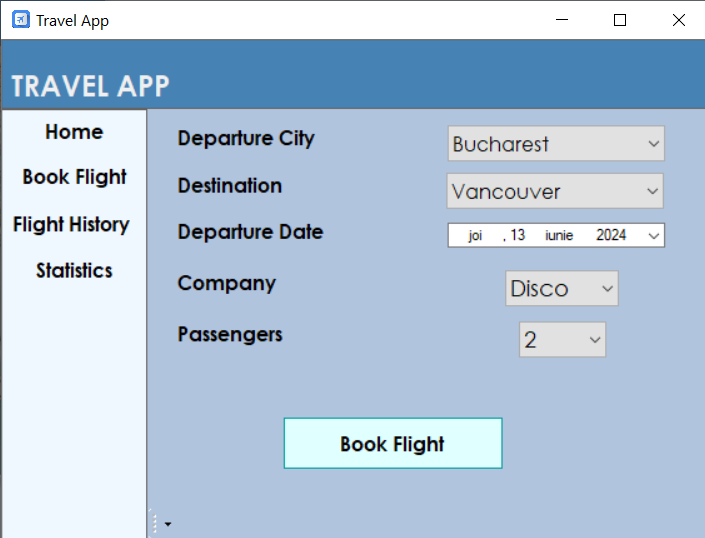 Travel App
TRAVEL APP
Home
Book Flight
Flight History
Statistics
Departure City
Bucharest
Destination
Vancouver
Departure Date
joi , 13 iunie 2024
Company
Disco
Passengers
2
Book Flight